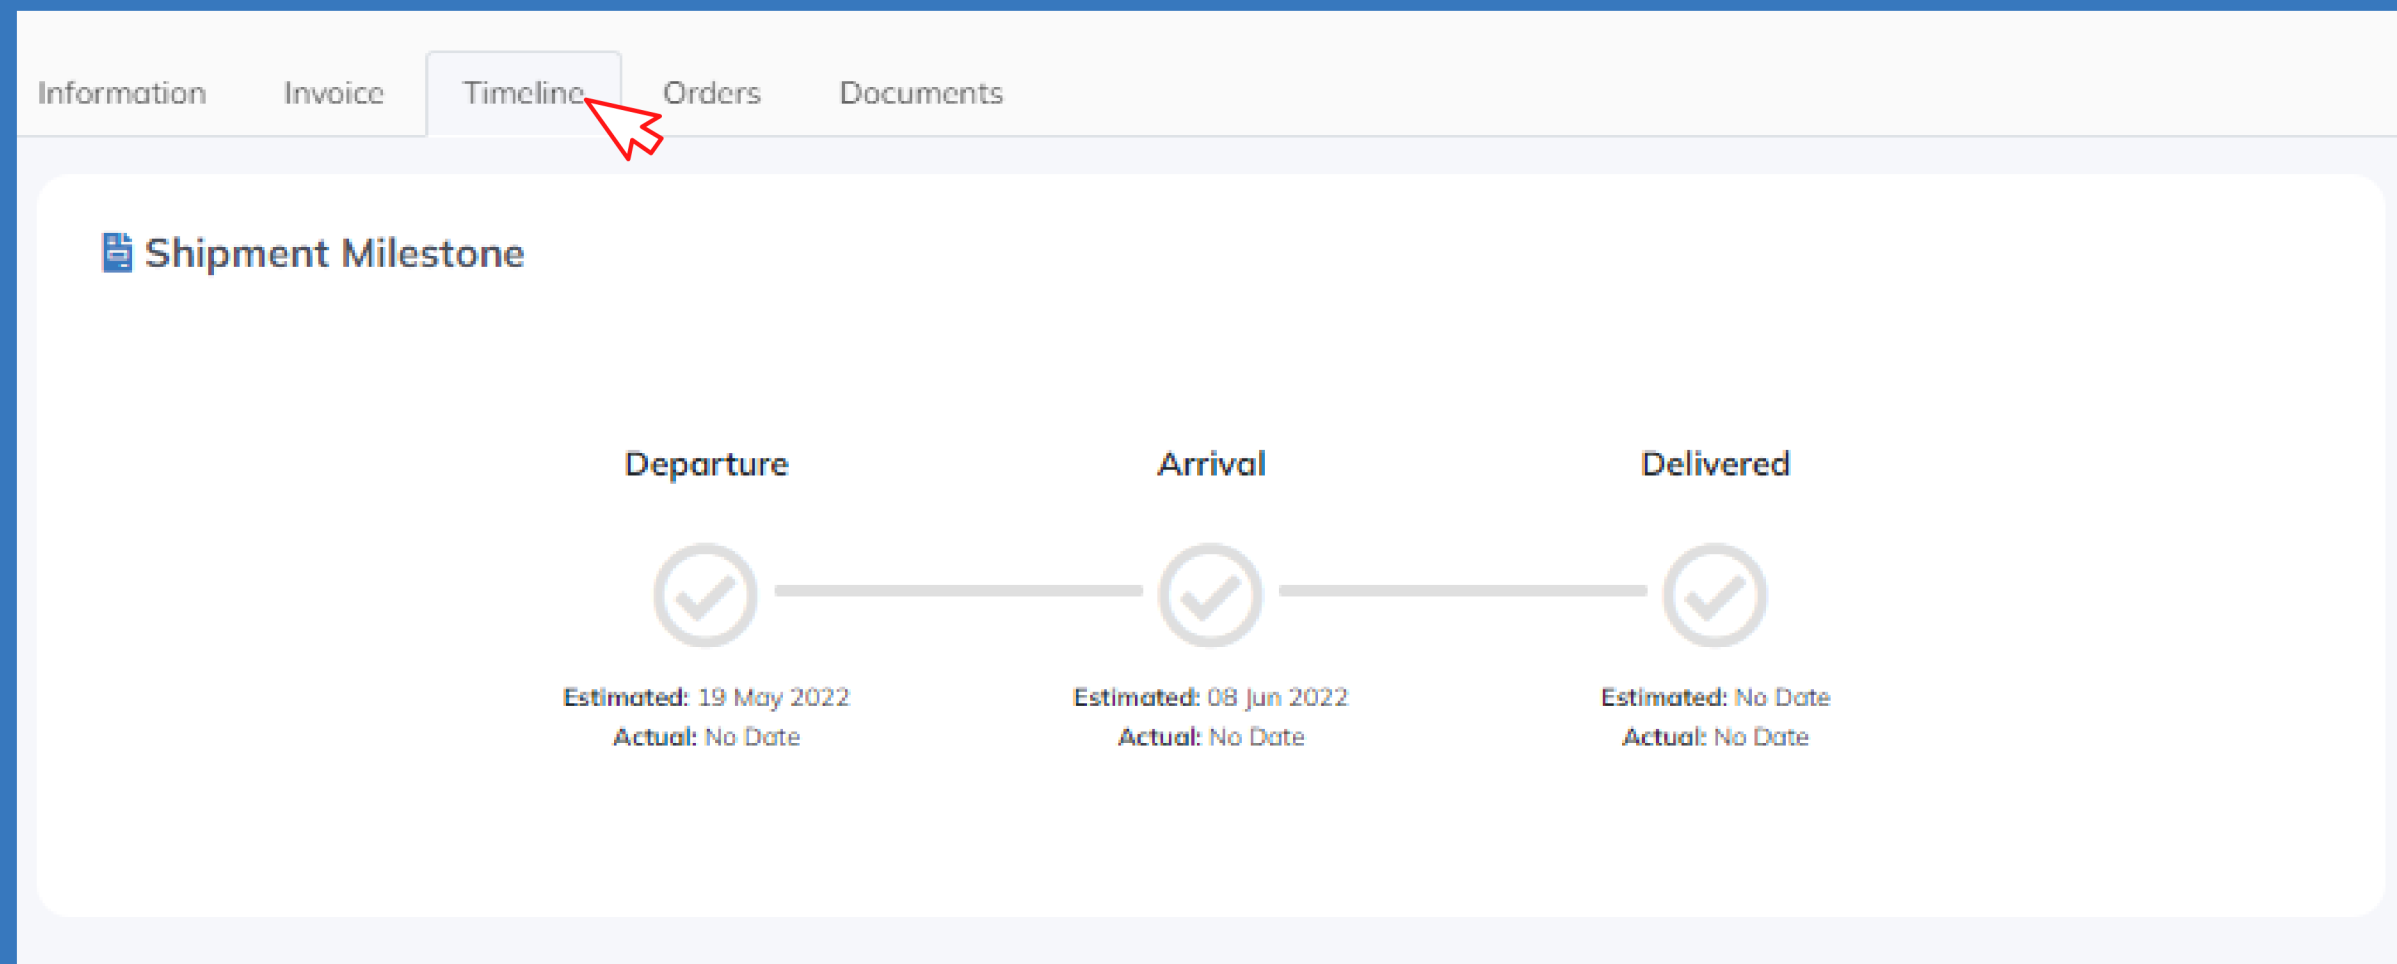 Information Invoice Timeline Orders Documents
Shipment Milestone
Departure Arrival Delivered
Estimated: 19 May 2022 Estimated: 08 Jun 2022 Estimated: No Date
Actual: No Date Actual: No Date Actual: No Date